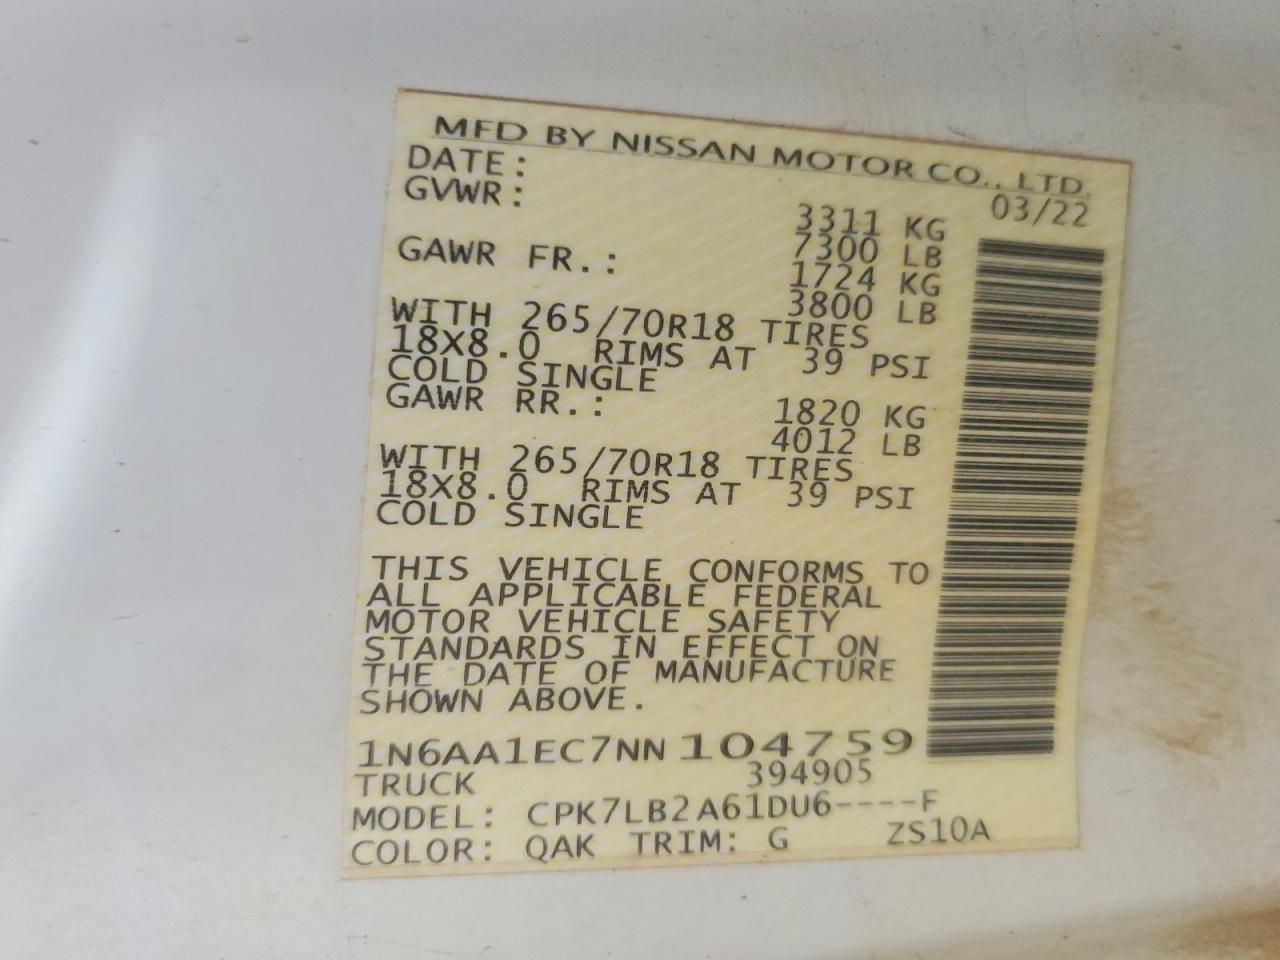 MFD BY NISSAN MOTOR CO., LTD.
DATE: 03/22
GVWR: 3311 KG
7300 LB
GAWR FR.: 1724 KG
3800 LB
WITH 265/70R18 TIRES
18X8.0 RIMS AT 39 PSI
COLD SINGLE
GAWR RR.: 1820 KG
4012 LB
WITH 265/70R18 TIRES
18X8.0 RIMS AT 39 PSI
COLD SINGLE
THIS VEHICLE CONFORMS TO
ALL APPLICABLE FEDERAL
MOTOR VEHICLE SAFETY
STANDARDS IN EFFECT ON
THE DATE OF MANUFACTURE
SHOWN ABOVE.
1N6AA1EC7NN104759
TRUCK 394905
MODEL: CPK7LB2A61DU6----F
COLOR: QAK TRIM: G ZS10A